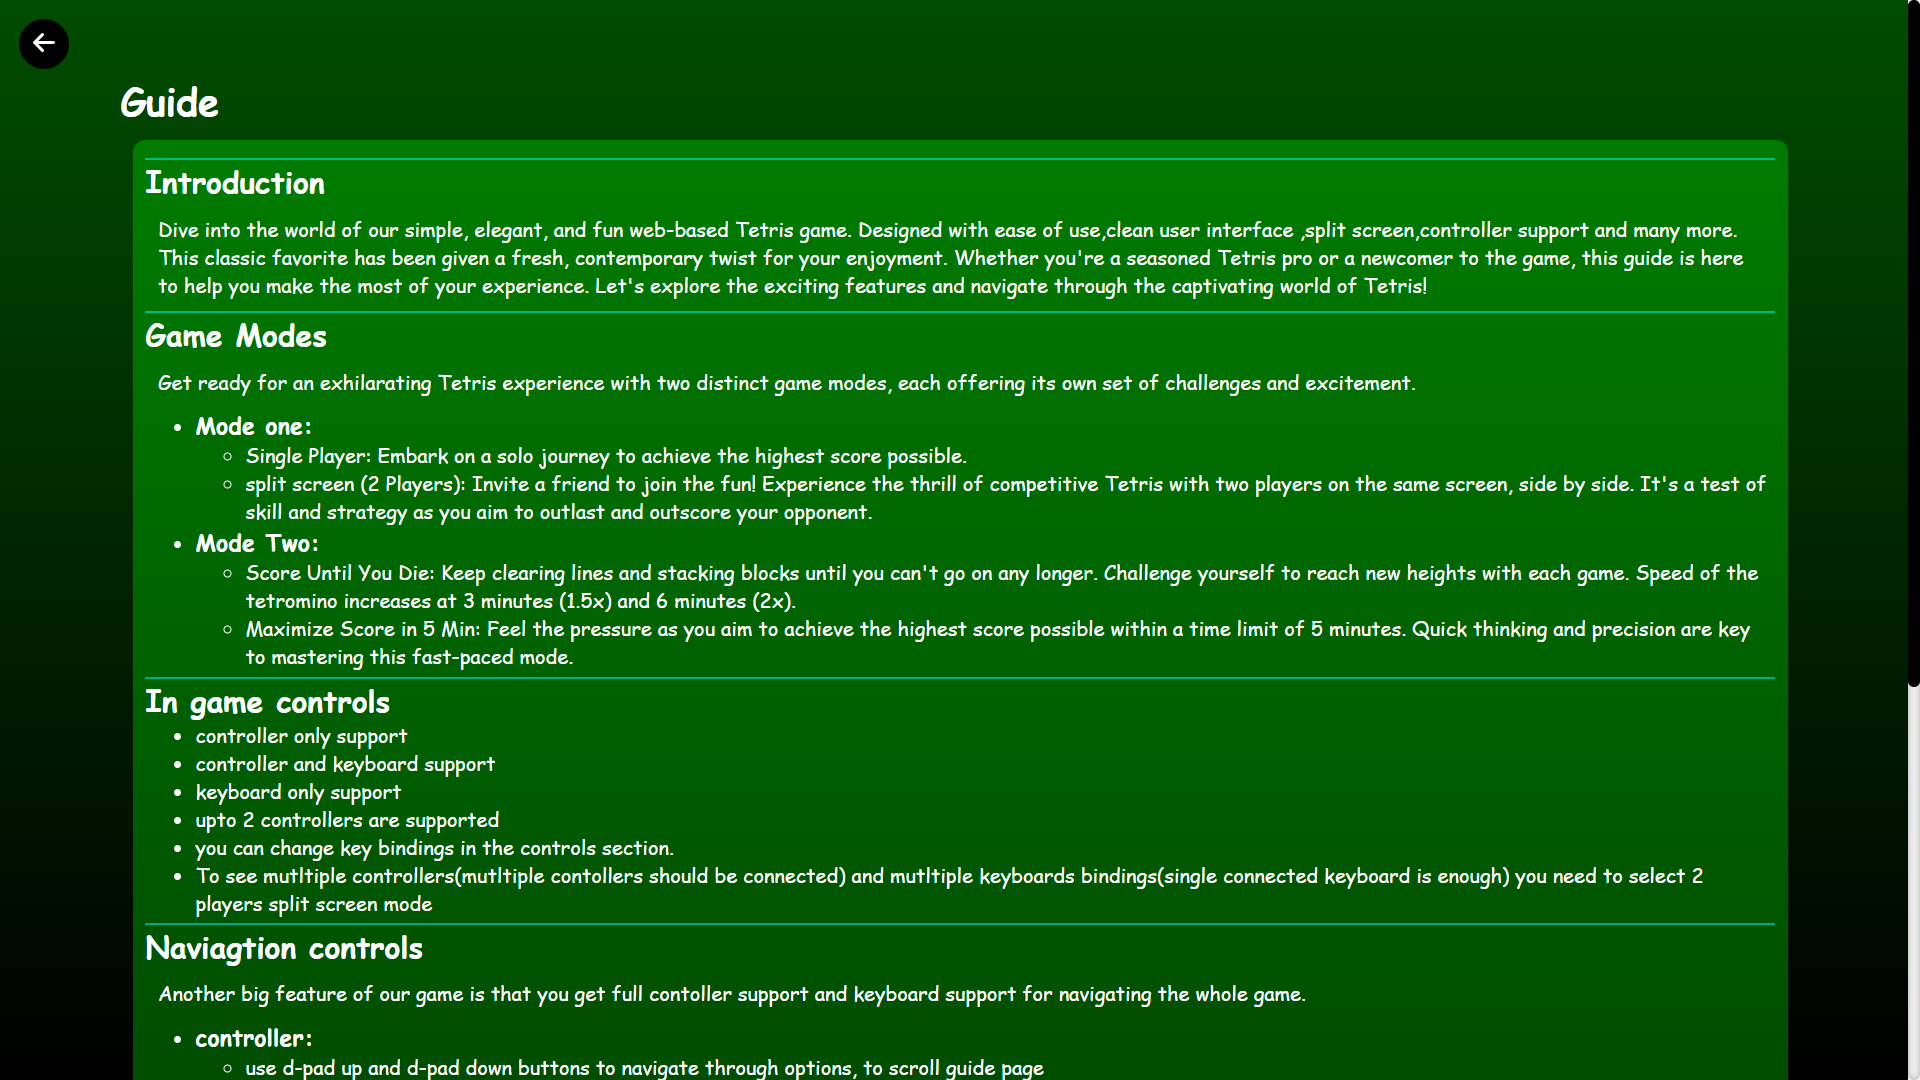 Guide
Introduction
Dive into the world of our simple, elegant, and fun web-based Tetris game. Designed with ease of use,clean user interface ,split screen,controller support and many more.
This classic favorite has been given a fresh, contemporary twist for your enjoyment. Whether you're a seasoned Tetris pro or a newcomer to the game, this guide is here
to help you make the most of your experience. Let's explore the exciting features and navigate through the captivating world of Tetris!
Game Modes
Get ready for an exhilarating Tetris experience with two distinct game modes, each offering its own set of challenges and excitement.
Mode one:
Single Player: Embark on a solo journey to achieve the highest score possible.
split screen (2 Players): Invite a friend to join the fun! Experience the thrill of competitive Tetris with two players on the same screen, side by side. It's a test of
skill and strategy as you aim to outlast and outscore your opponent.
Mode Two:
Score Until You Die: Keep clearing lines and stacking blocks until you can't go on any longer. Challenge yourself to reach new heights with each game. Speed of the
tetromino increases at 3 minutes (1.5x) and 6 minutes (2x).
Maximize Score in 5 Min: Feel the pressure as you aim to achieve the highest score possible within a time limit of 5 minutes. Quick thinking and precision are key
to mastering this fast-paced mode.
In game controls
controller only support
controller and keyboard support
keyboard only support
upto 2 controllers are supported
you can change key bindings in the controls section.
To see mutltiple controllers(mutltiple contollers should be connected) and mutltiple keyboards bindings(single connected keyboard is enough) you need to select 2
players split screen mode
Naviagtion controls
Another big feature of our game is that you get full contoller support and keyboard support for navigating the whole game.
controller:
use d-pad up and d-pad down buttons to navigate through options, to scroll guide page